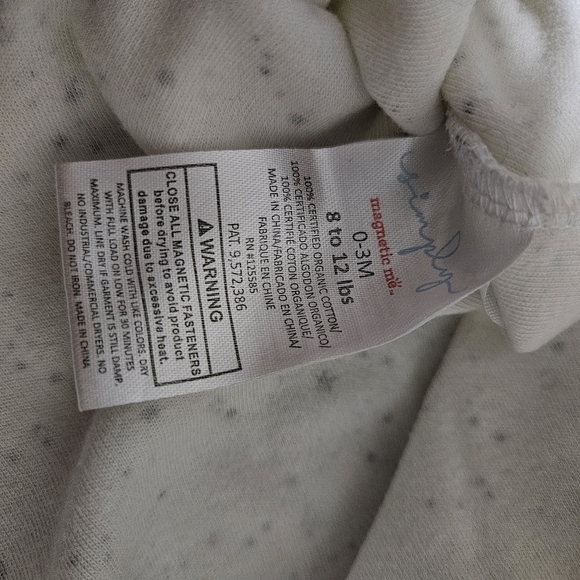 simply
magnetic me™
0-3M
8 to 12 lbs
100% CERTIFIED ORGANIC COTTON/
100% CERTIFICADO ALGODON ORGANICO/
100% CERTIFIÉ COTON ORGANIQUE/
MADE IN CHINA/FABRICADO EN CHINA/
FABRIQUE EN CHINE
RN #125385
PAT. 9,572,386
⚠WARNING
CLOSE ALL MAGNETIC FASTENERS
before drying to avoid product
damage due to excessive heat.
MACHINE WASH COLD WITH LIKE COLORS. DRY
WITH FULL LOAD ON LOW FOR 30 MINUTES
MAXIMUM. LINE DRY IF GARMENT IS STILL DAMP.
NO INDUSTRIAL/COMMERCIAL DRYERS. NO
BLEACH. DO NOT IRON. MADE IN CHINA